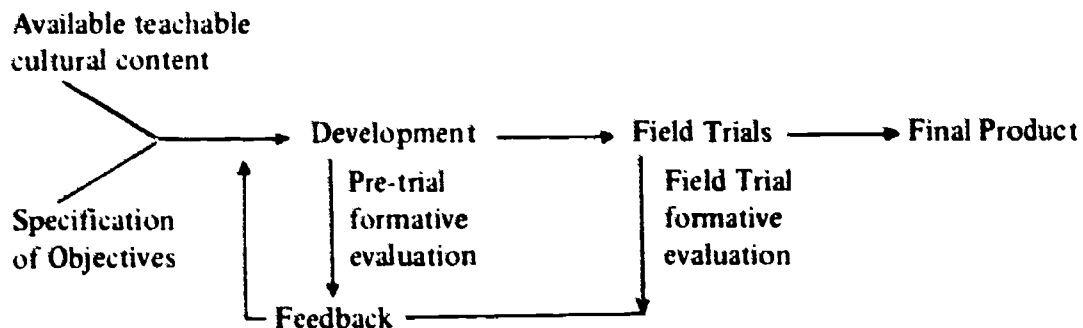 Available teachable
cultural content
Development
Field Trials
Final Product
Specification
of Objectives
Pre-trial
formative
evaluation
Field Trial
formative
evaluation
Feedback